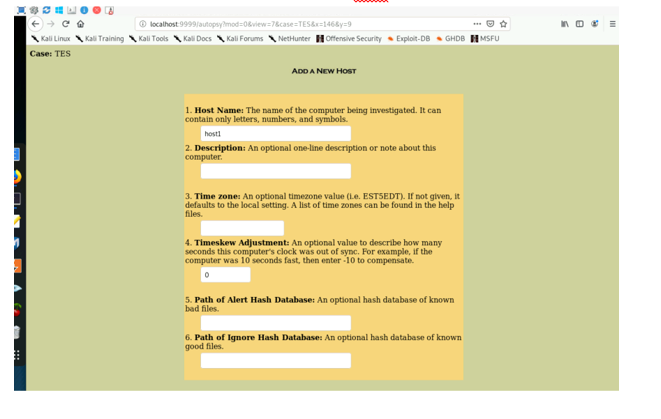 localhost:9999/autopsy?mod=0&view=7&case=TES&x=146&y=9
Kali Linux Kali Training Kali Tools Kali Docs Kali Forums NetHunter Offensive Security Exploit-DB GHDB MSFU
Case: TES
ADD A NEW HOST
1. Host Name: The name of the computer being investigated. It can
contain only letters, numbers, and symbols.
host1
2. Description: An optional one-line description or note about this
computer.
3. Time zone: An optional timezone value (i.e. EST5EDT). If not given, it
defaults to the local setting. A list of time zones can be found in the help
files.
4. Timeskew Adjustment: An optional value to describe how many
seconds this computer's clock was out of sync. For example, if the
computer was 10 seconds fast, then enter -10 to compensate.
0
5. Path of Alert Hash Database: An optional hash database of known
bad files.
6. Path of Ignore Hash Database: An optional hash database of known
good files.